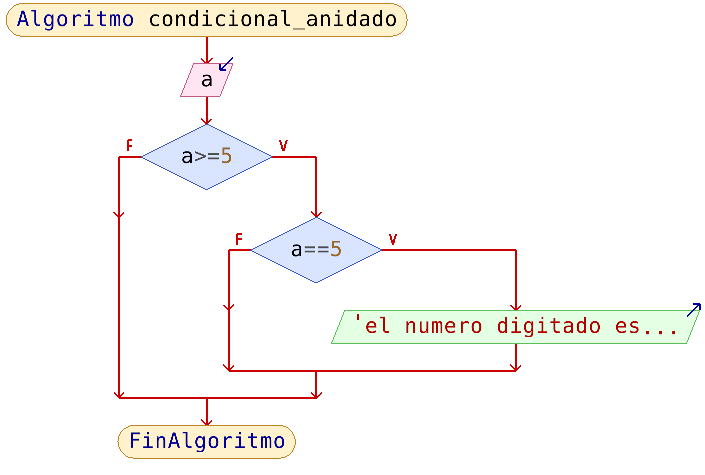 Algoritmo condicional_anidado
a
F
V
a>=5
F
V
a==5
'el numero digitado es...
FinAlgoritmo